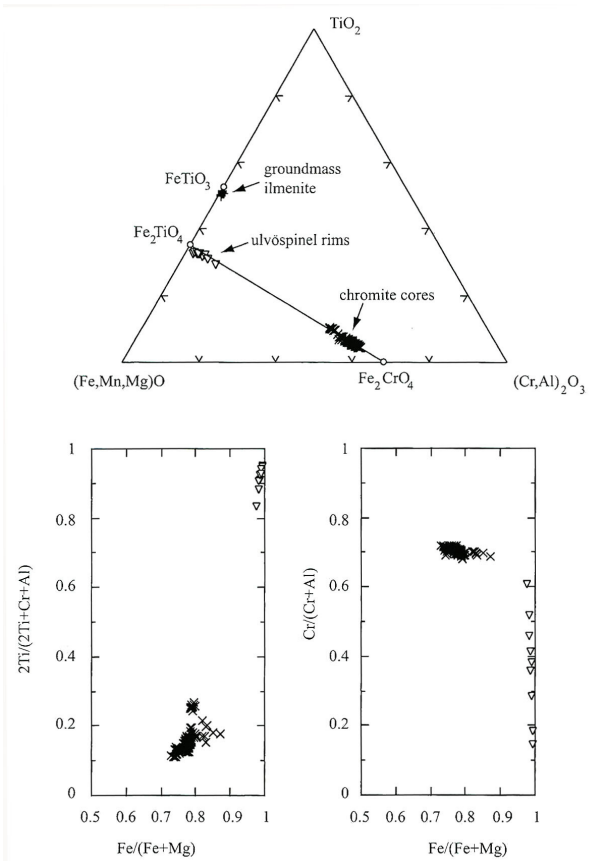 TiO2
FeTiO3
groundmass
ilmenite
Fe2TiO4
ulvöspinel rims
chromite cores
(Fe,Mn,Mg)O
Fe2CrO4
(Cr,Al)2O3
2Ti/(2Ti+Cr+Al)
1
0.8
0.6
0.4
0.2
0
0.5 0.6 0.7 0.8 0.9 1
Fe/(Fe+Mg)
Cr/(Cr+Al)
1
0.8
0.6
0.4
0.2
0
0.5 0.6 0.7 0.8 0.9 1
Fe/(Fe+Mg)